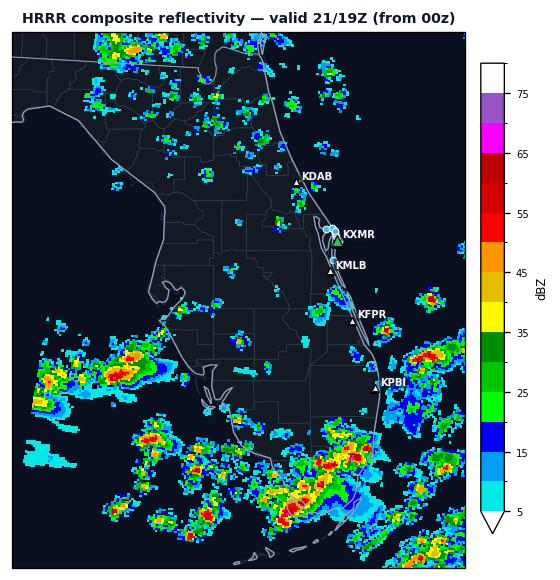 HRRR composite reflectivity — valid 21/19Z (from 00z)
KDAB
KXMR
KMLB
KFPR
KPBI
75
65
55
45
35
25
15
5
dBZ